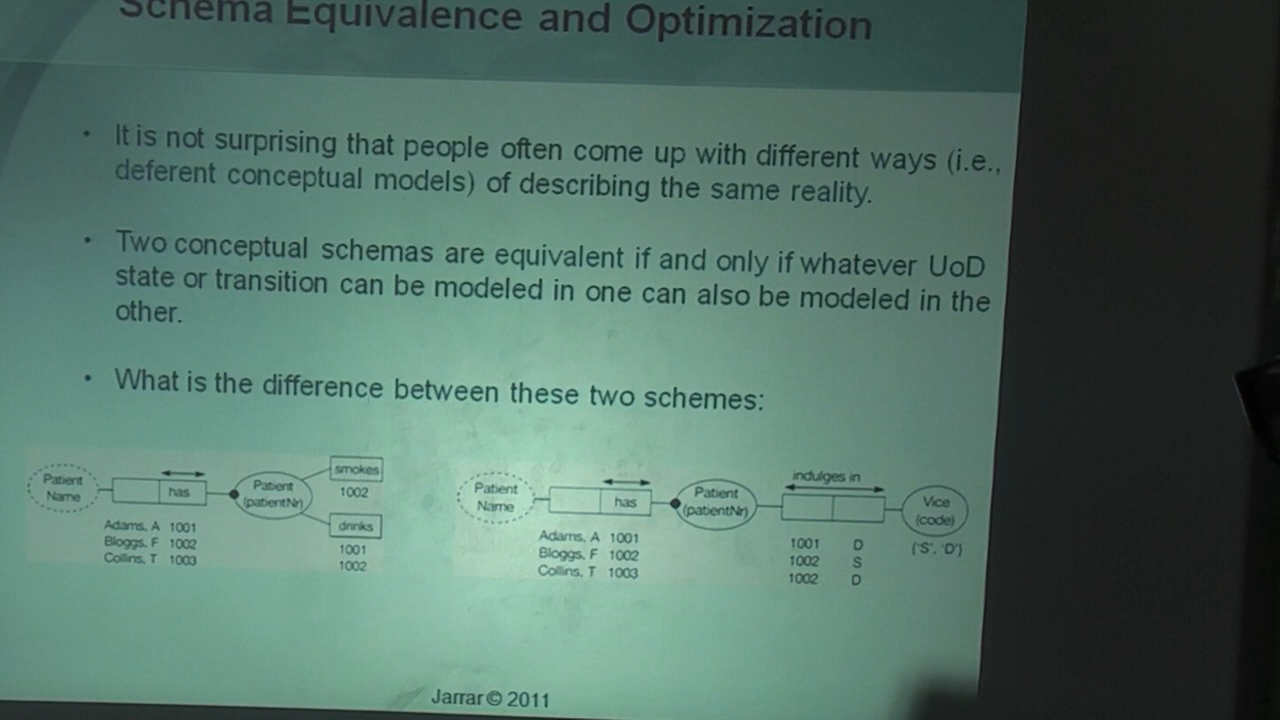 Schema Equivalence and Optimization
• It is not surprising that people often come up with different ways (i.e.,
deferent conceptual models) of describing the same reality.
• Two conceptual schemas are equivalent if and only if whatever UoD
state or transition can be modeled in one can also be modeled in the
other.
• What is the difference between these two schemes:
Patient
Name
has
Patient
(patientNr)
smokes
1002
drinks
1001
1002
Adams, A 1001
Bloggs, F 1002
Collins, T 1003
Patient
Name
has
Patient
(patientNr)
indulges in
Vice
(code)
{'S', 'D'}
Adams, A 1001
Bloggs, F 1002
Collins, T 1003
1001 D
1002 S
1002 D
Jarrar © 2011